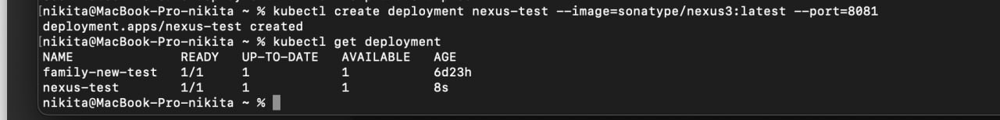 [nikita@MacBook-Pro-nikita ~ % kubectl create deployment nexus-test --image=sonatype/nexus3:latest --port=8081
deployment.apps/nexus-test created
[nikita@MacBook-Pro-nikita ~ % kubectl get deployment
NAME READY UP-TO-DATE AVAILABLE AGE
family-new-test 1/1 1 1 6d23h
nexus-test 1/1 1 1 8s
nikita@MacBook-Pro-nikita ~ %